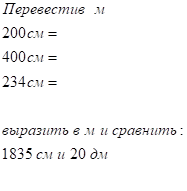 Перевестив м
200см =
400см =
234см =
выразить в м и сравнить :
1835 см и 20 дм